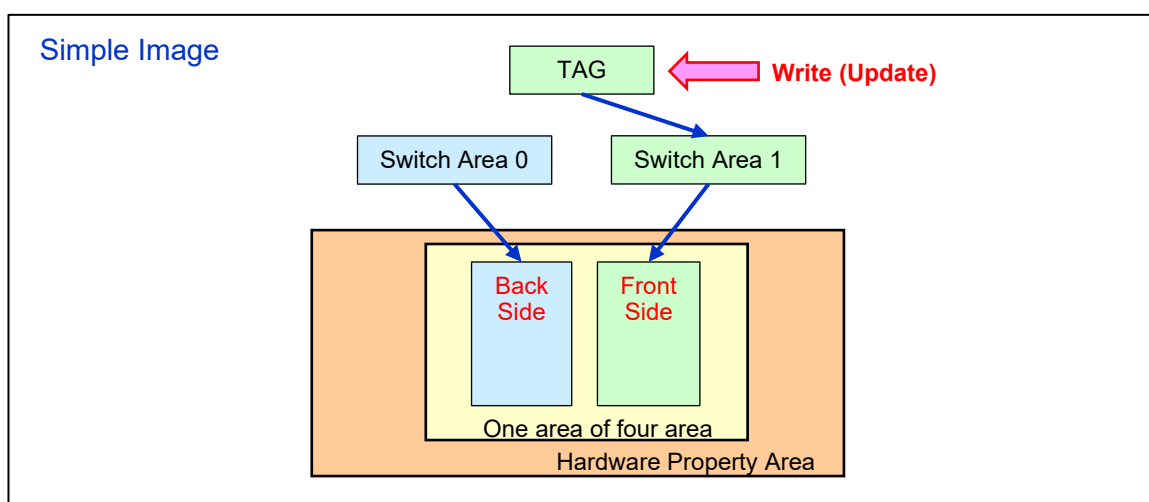 Simple Image
TAG
Write (Update)
Switch Area 0
Switch Area 1
Back
Side
Front
Side
One area of four area
Hardware Property Area